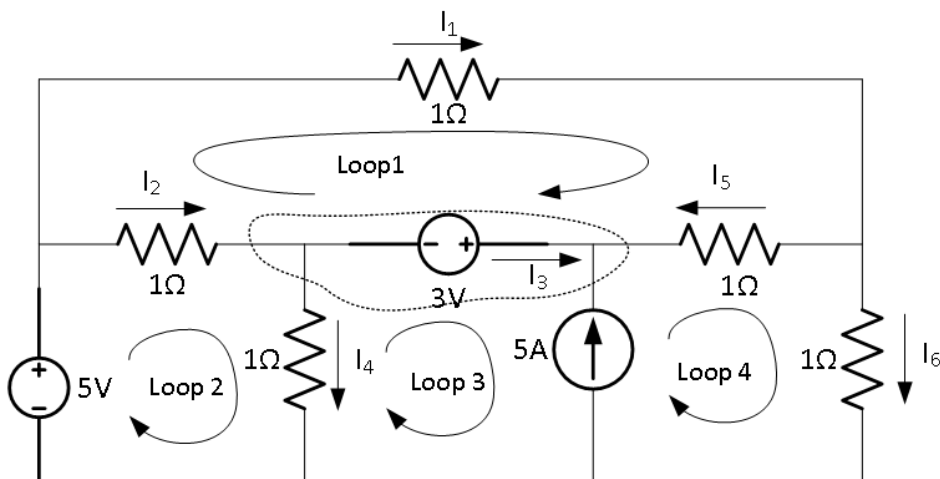 I₁
1Ω
Loop1
I₂
I₅
1Ω
- +
I₃
1Ω
3V
+
-
5V
Loop 2
1Ω
I₄
Loop 3
5A
Loop 4
1Ω
I₆